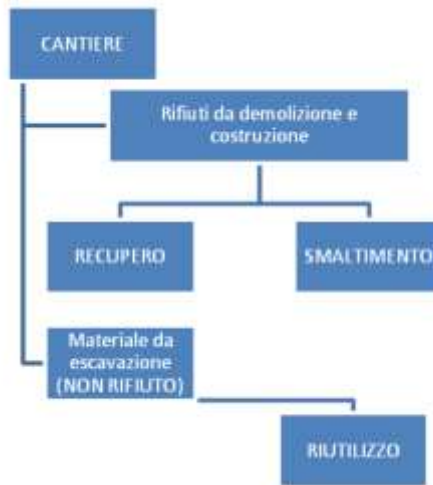 CANTIERE
Rifiuti da demolizione e
costruzione
RECUPERO
SMALTIMENTO
Materiale da
escavazione
(NON RIFIUTO)
RIUTILIZZO